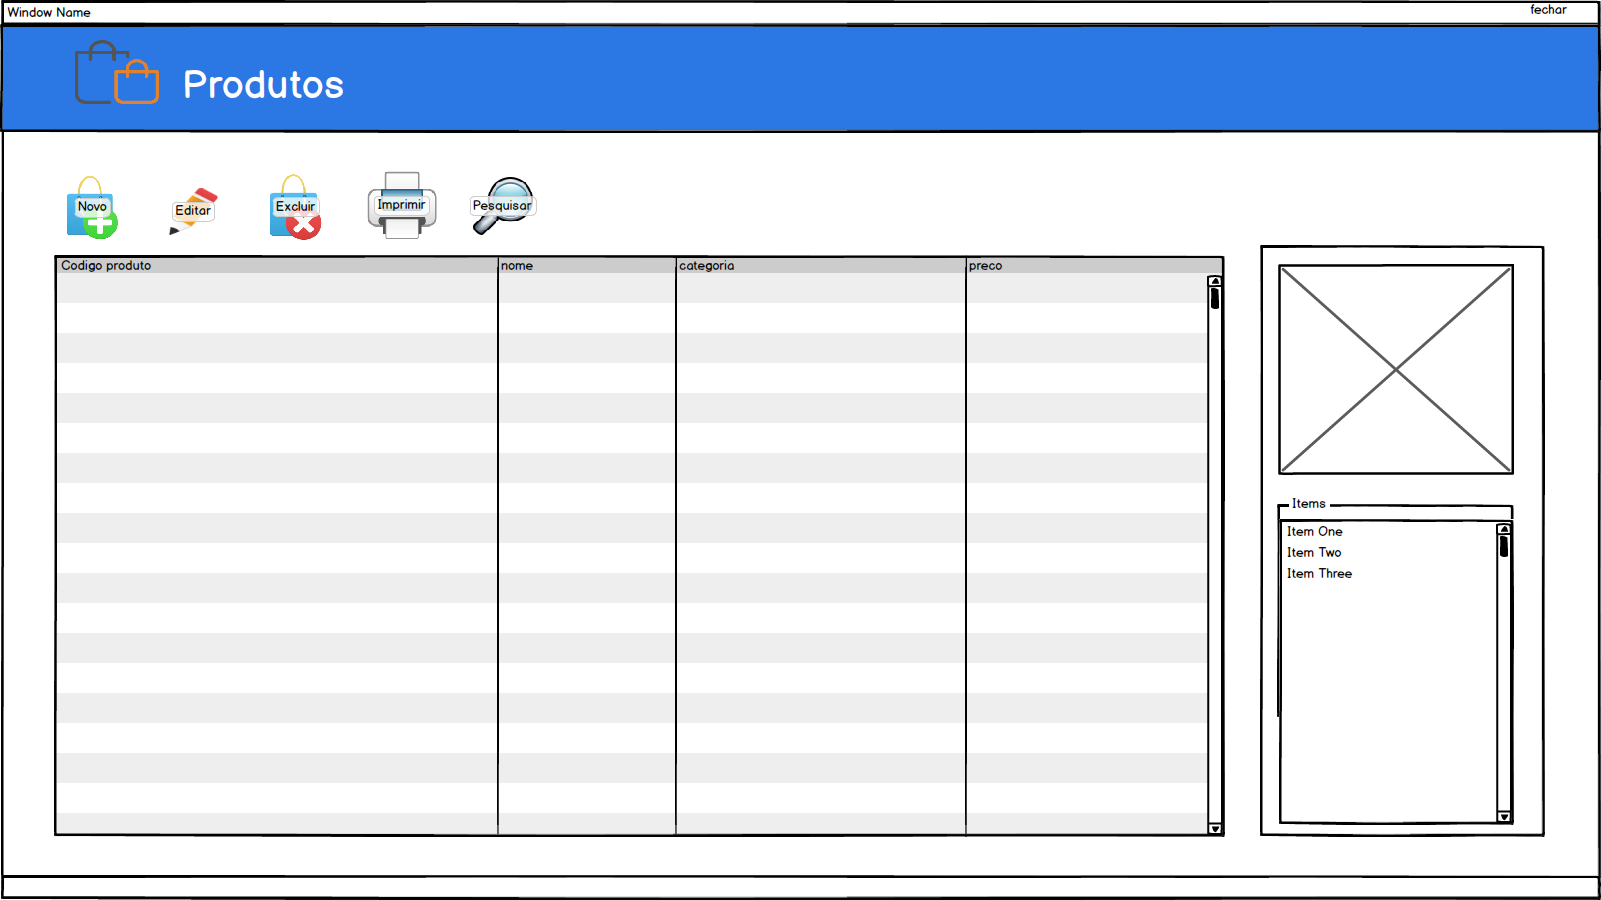 Window Name
fechar
Produtos
Novo
Editar
Excluir
Imprimir
Pesquisar
Codigo produto
nome
categoria
preco
Items
Item One
Item Two
Item Three